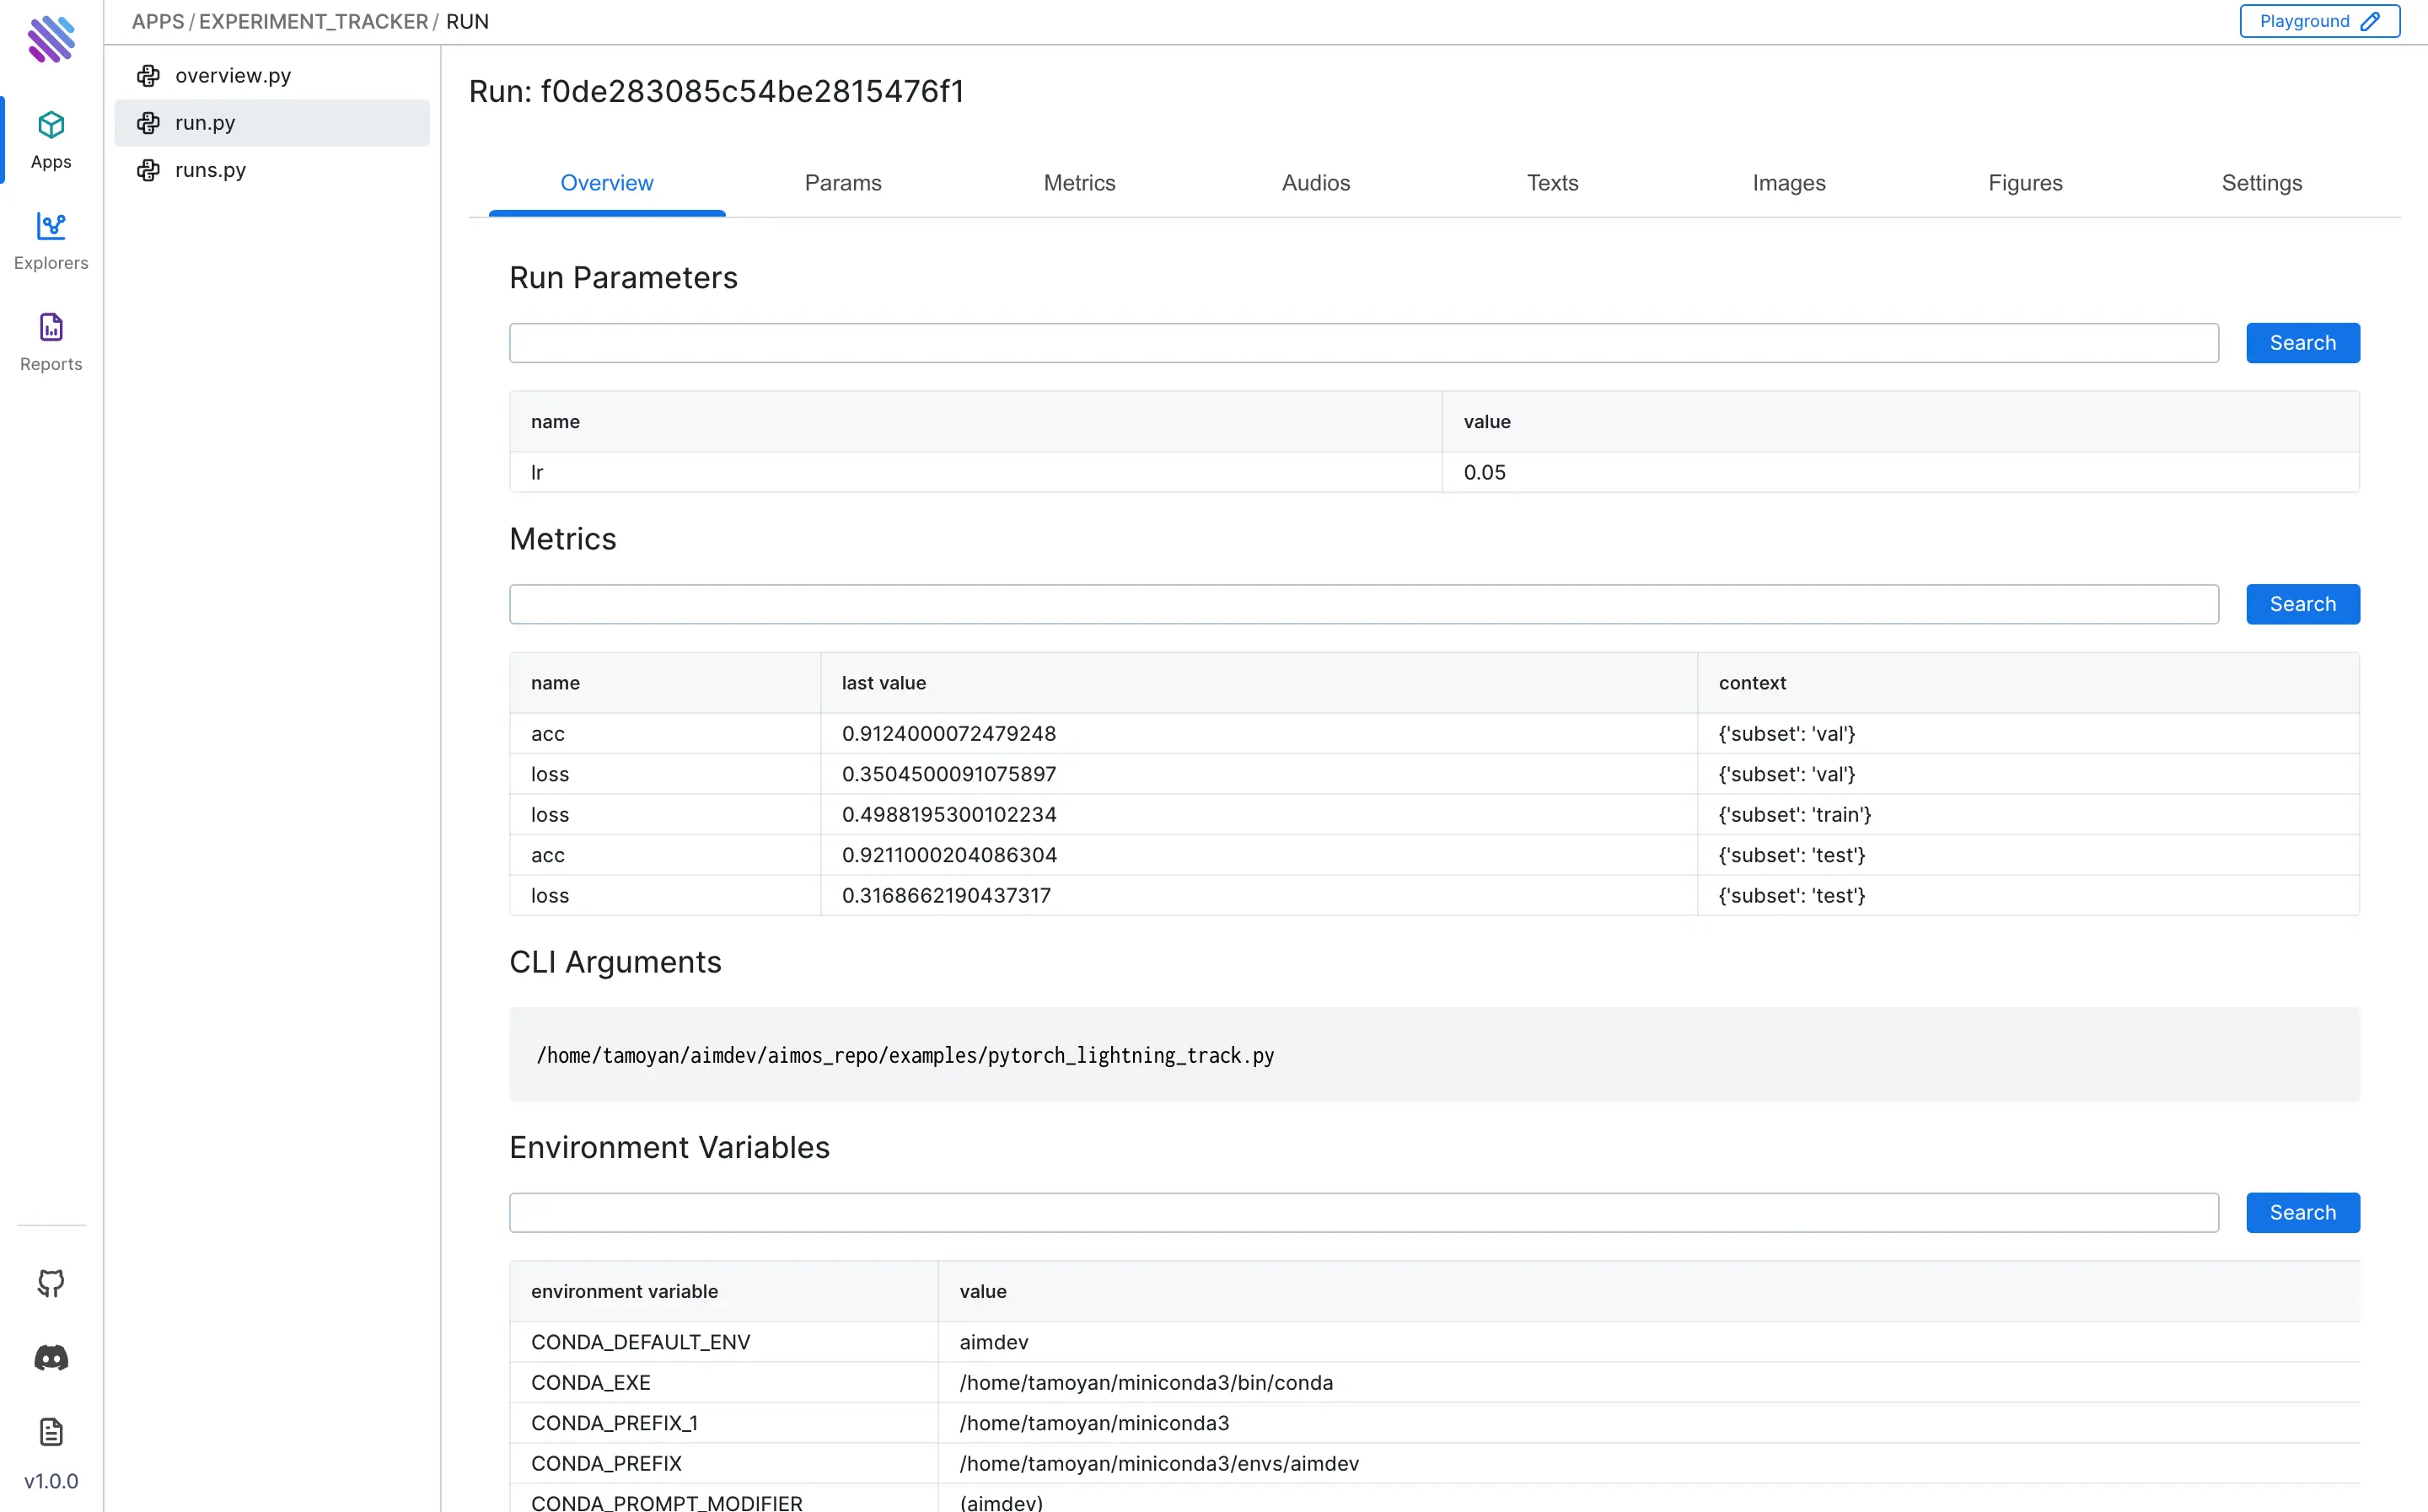 APPS / EXPERIMENT_TRACKER / RUN
Playground
Apps
Explorers
Reports
v1.0.0
overview.py
run.py
runs.py
Run: f0de283085c54be2815476f1
Overview Params Metrics Audios Texts Images Figures Settings
Run Parameters
Search
name value
lr 0.05
Metrics
Search
name last value context
acc 0.9124000072479248 {'subset': 'val'}
loss 0.3504500091075897 {'subset': 'val'}
loss 0.4988195300102234 {'subset': 'train'}
acc 0.9211000204086304 {'subset': 'test'}
loss 0.3168662190437317 {'subset': 'test'}
CLI Arguments
/home/tamoyan/aimdev/aimos_repo/examples/pytorch_lightning_track.py
Environment Variables
Search
environment variable value
CONDA_DEFAULT_ENV aimdev
CONDA_EXE /home/tamoyan/miniconda3/bin/conda
CONDA_PREFIX_1 /home/tamoyan/miniconda3
CONDA_PREFIX /home/tamoyan/miniconda3/envs/aimdev
CONDA_PROMPT_MODIFIER (aimdev)